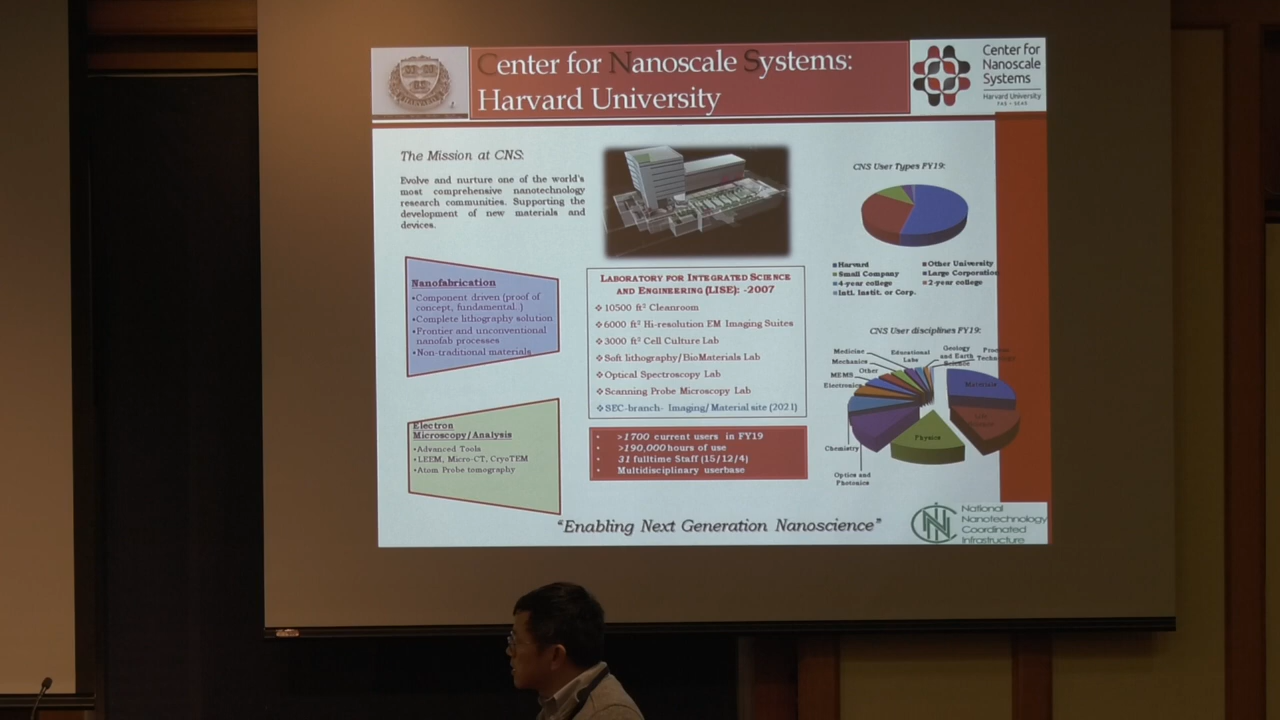 Center for Nanoscale Systems:
Harvard University
Center for
Nanoscale
Systems
Harvard University
FAS • SEAS
The Mission at CNS:
Evolve and nurture one of the world's
most comprehensive nanotechnology
research communities. Supporting the
development of new materials and
devices.
Nanofabrication
•Component driven (proof of
concept, fundamental..)
•Complete lithography solution
•Frontier and unconventional
nanofab processes
•Non-traditional materials
Electron
Microscopy/Analysis
•Advanced Tools
•LEEM, Micro-CT, CryoTEM
•Atom Probe tomography
LABORATORY FOR INTEGRATED SCIENCE
AND ENGINEERING (LISE): -2007
❖10500 ft² Cleanroom
❖6000 ft² Hi-resolution EM Imaging Suites
❖3000 ft² Cell Culture Lab
❖Soft lithography/BioMaterials Lab
❖Optical Spectroscopy Lab
❖Scanning Probe Microscopy Lab
❖SEC-branch- Imaging/Material site (2021)
• >1700 current users in FY19
• >190,000 hours of use
• 31 fulltime Staff (15/12/4)
• Multidisciplinary userbase
CNS User Types FY19:
Harvard
Other University
Small Company
Large Corporation
4-year college
2-year college
Intl. Instit. or Corp.
CNS User disciplines FY19:
Medicine
Mechanics
Other
MEMS
Electronics
Educational
Labs
Geology
and Earth
Science
Process
Technology
Materials
Physics
Chemistry
Optics and
Photonics
"Enabling Next Generation Nanoscience"
National
Nanotechnology
Coordinated
Infrastructure